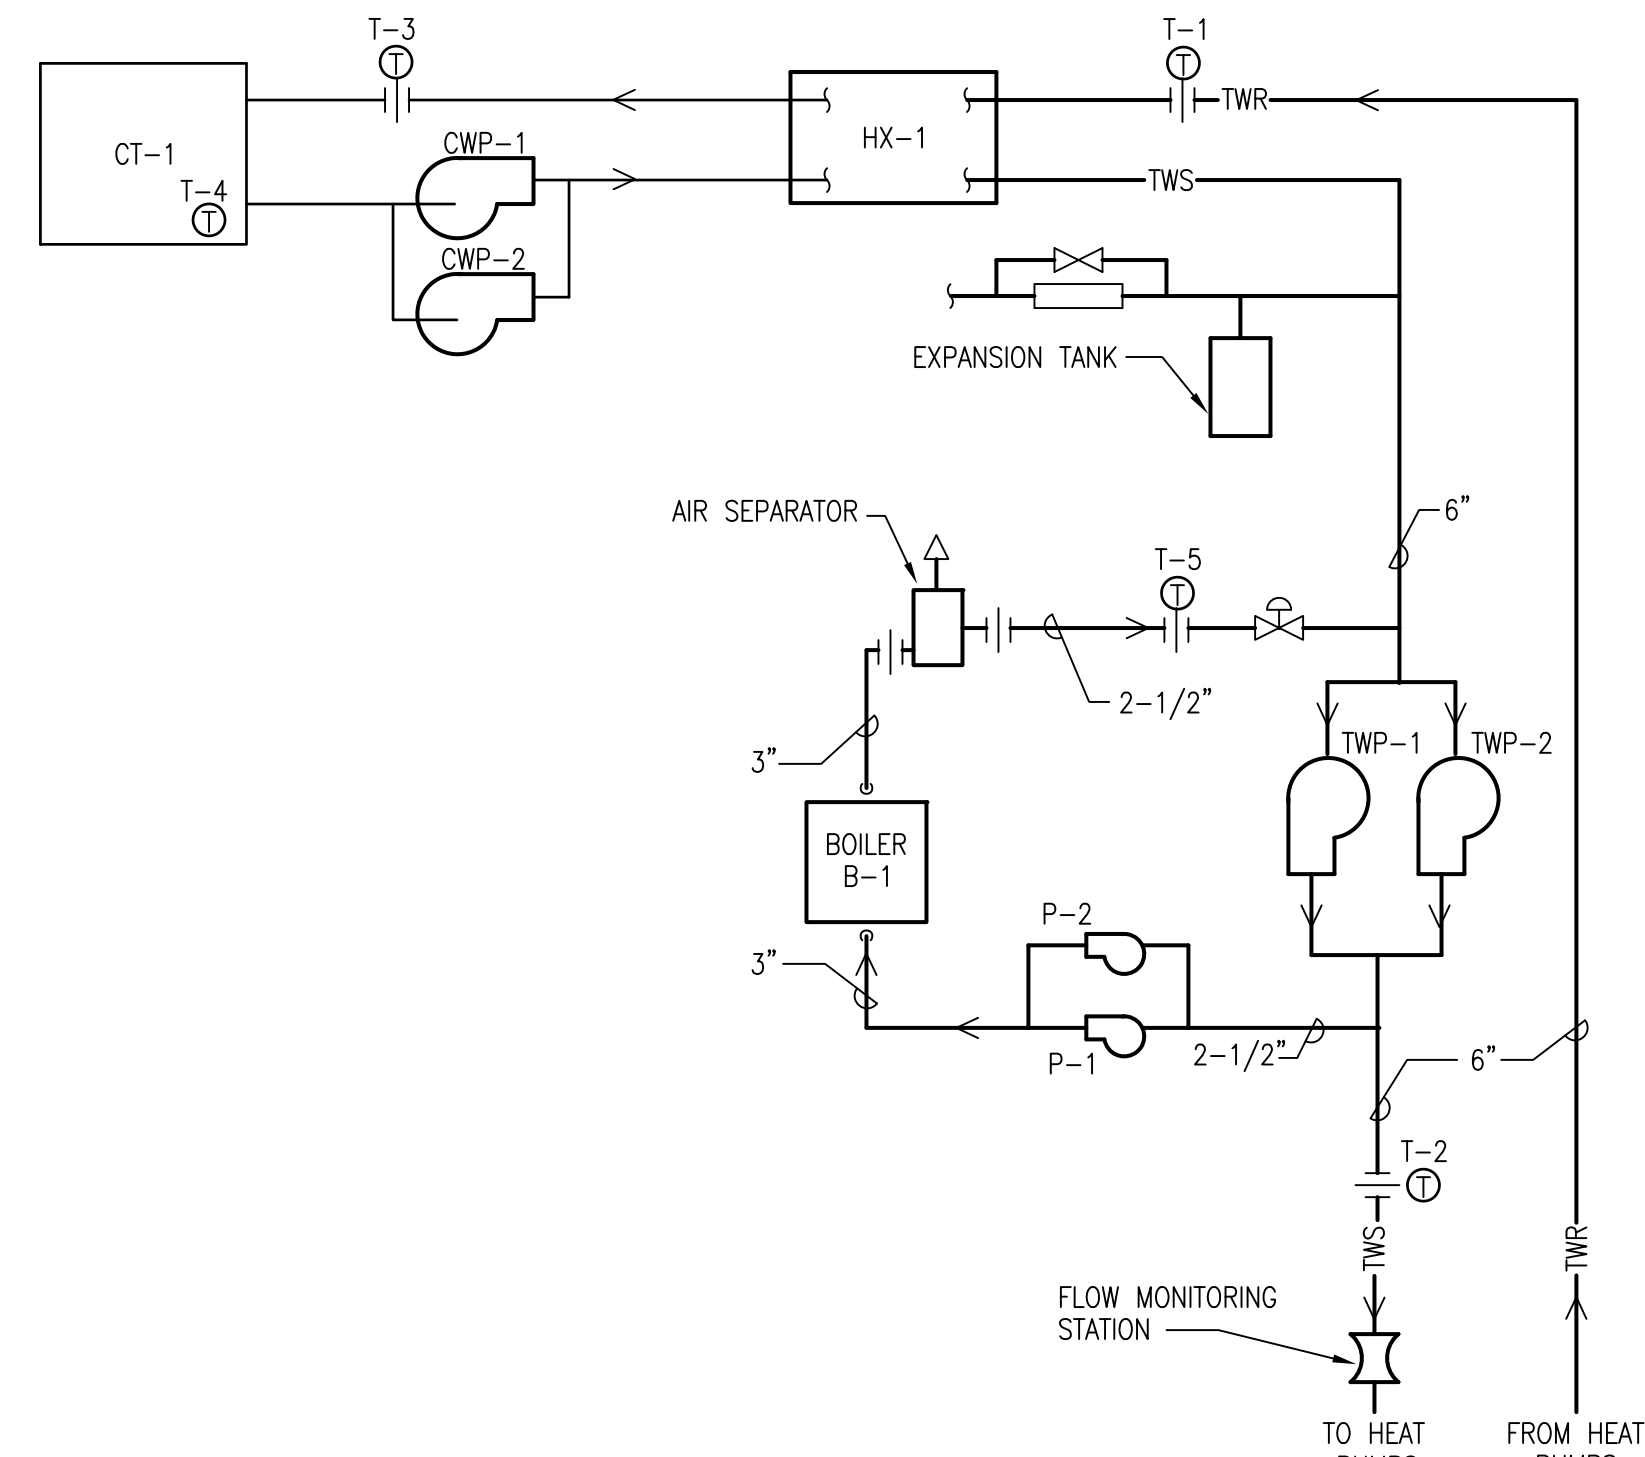 T-3
T
T-1
T
TWR
CT-1
CWP-1
HX-1
T-4
T
TWS
CWP-2
EXPANSION TANK
6"
AIR SEPARATOR
T-5
T
2-1/2"
3"
TWP-1
TWP-2
BOILER
B-1
P-2
3"
P-1
2-1/2"
6"
T-2
T
TWS
TWR
FLOW MONITORING
STATION
TO HEAT
FROM HEAT